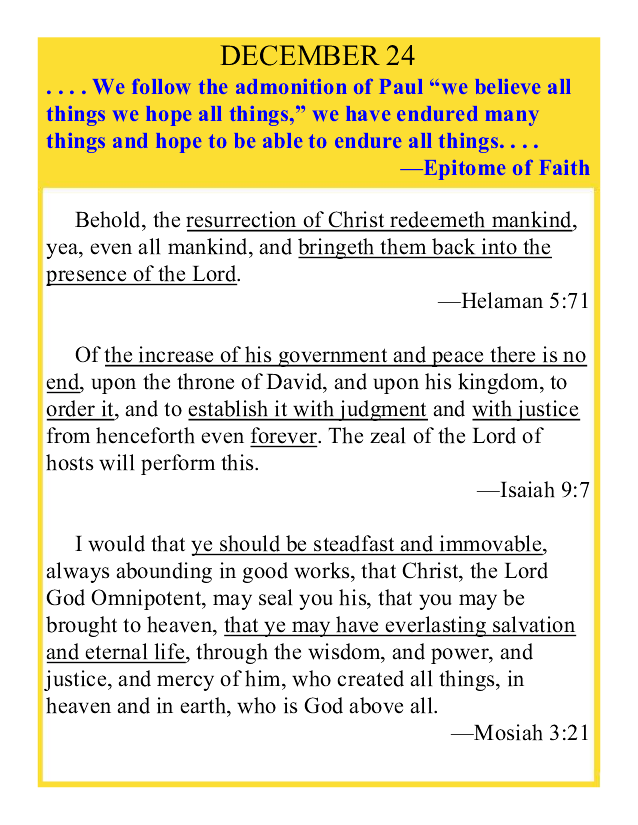 DECEMBER 24
. . . . We follow the admonition of Paul “we believe all
things we hope all things,” we have endured many
things and hope to be able to endure all things. . . .
—Epitome of Faith
Behold, the resurrection of Christ redeemeth mankind,
yea, even all mankind, and bringeth them back into the
presence of the Lord.
—Helaman 5:71
Of the increase of his government and peace there is no
end, upon the throne of David, and upon his kingdom, to
order it, and to establish it with judgment and with justice
from henceforth even forever. The zeal of the Lord of
hosts will perform this.
—Isaiah 9:7
I would that ye should be steadfast and immovable,
always abounding in good works, that Christ, the Lord
God Omnipotent, may seal you his, that you may be
brought to heaven, that ye may have everlasting salvation
and eternal life, through the wisdom, and power, and
justice, and mercy of him, who created all things, in
heaven and in earth, who is God above all.
—Mosiah 3:21